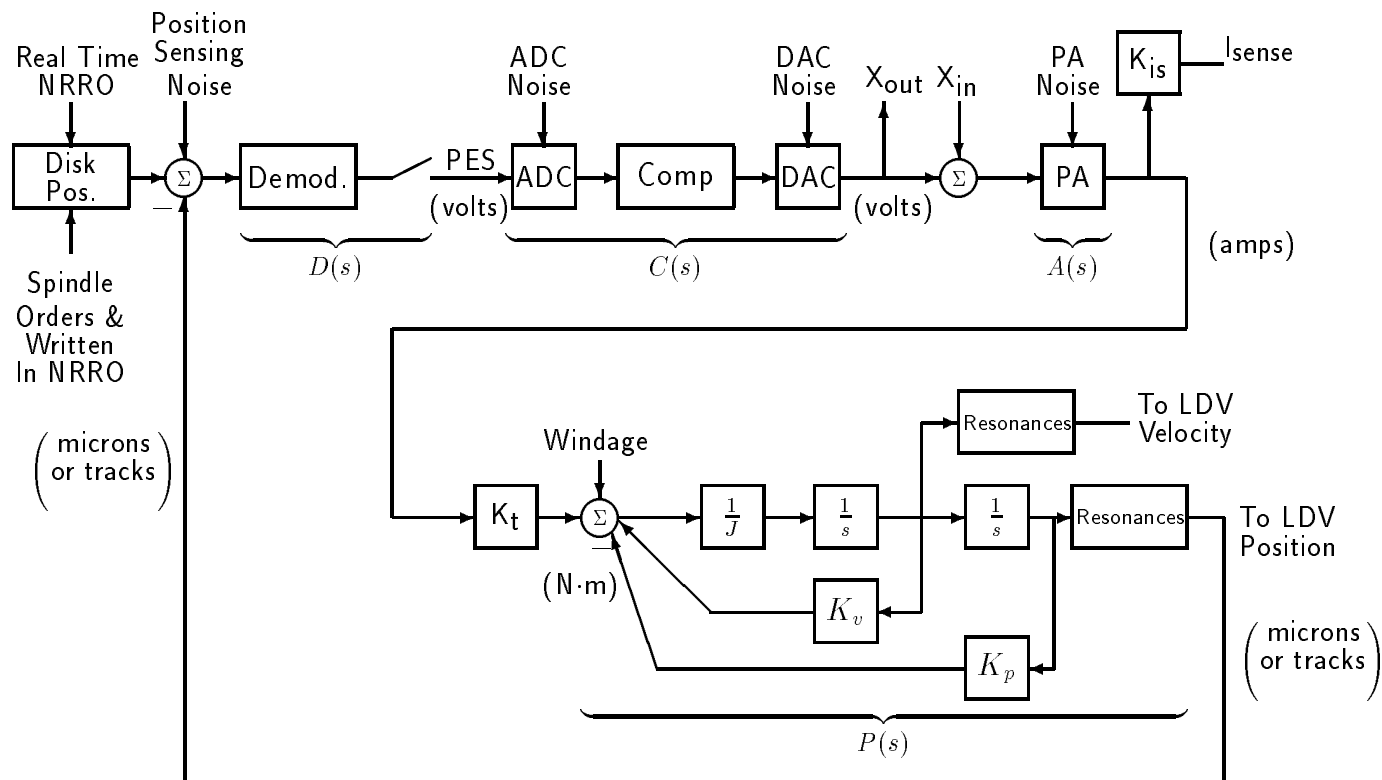 Real Time
NRRO
Position
Sensing
Noise
ADC
Noise
DAC
Noise
Xout
Xin
PA
Noise
Kis
Isense
Disk
Pos.
Σ
−
Demod.
PES
(volts)
ADC
Comp
DAC
(volts)
Σ
PA
(amps)
D(s)
C(s)
A(s)
Spindle
Orders &
Written
In NRRO
(microns
or tracks)
Windage
Resonances
To LDV
Velocity
Kt
Σ
−
(N·m)
1/J
1/s
1/s
Resonances
To LDV
Position
Kv
Kp
(microns
or tracks)
P(s)